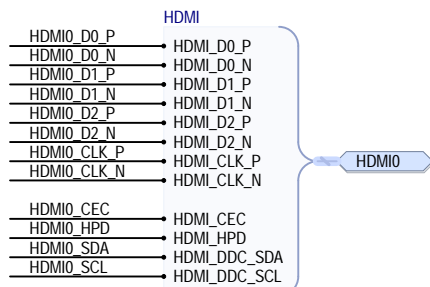 HDMI
HDMI0_D0_P HDMI_D0_P
HDMI0_D0_N HDMI_D0_N
HDMI0_D1_P HDMI_D1_P
HDMI0_D1_N HDMI_D1_N
HDMI0_D2_P HDMI_D2_P
HDMI0_D2_N HDMI_D2_N
HDMI0_CLK_P HDMI_CLK_P HDMI0
HDMI0_CLK_N HDMI_CLK_N
HDMI0_CEC HDMI_CEC
HDMI0_HPD HDMI_HPD
HDMI0_SDA HDMI_DDC_SDA
HDMI0_SCL HDMI_DDC_SCL